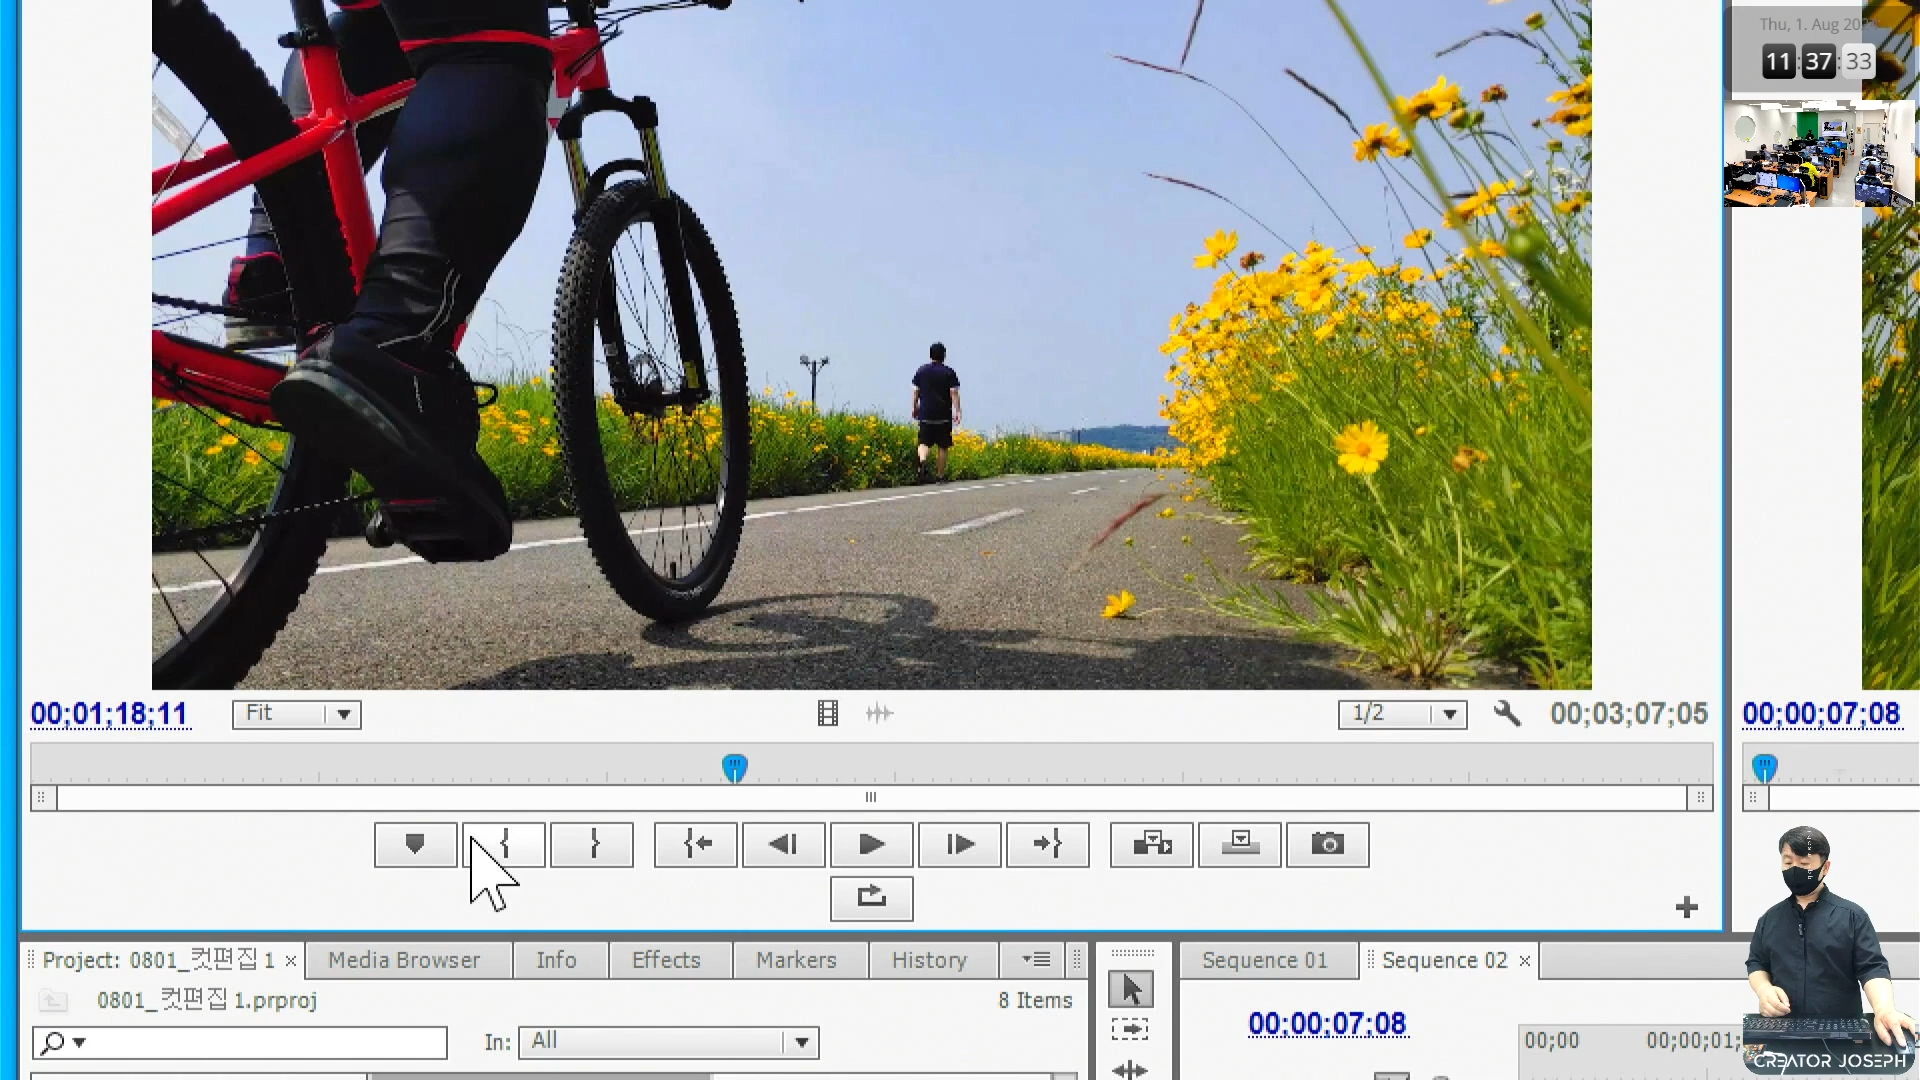 Thu, 1. Aug 20
11:37:33
00;01;18;11
Fit
1/2
00;03;07;05
00;00;07;08
Project: 0801_컷편집 1 ×
Media Browser
Info
Effects
Markers
History
Sequence 01
Sequence 02 ×
0801_컷편집 1.prproj
8 Items
00;00;07;08
In:
All
00;00
00;00;01;
CREATOR JOSEPH